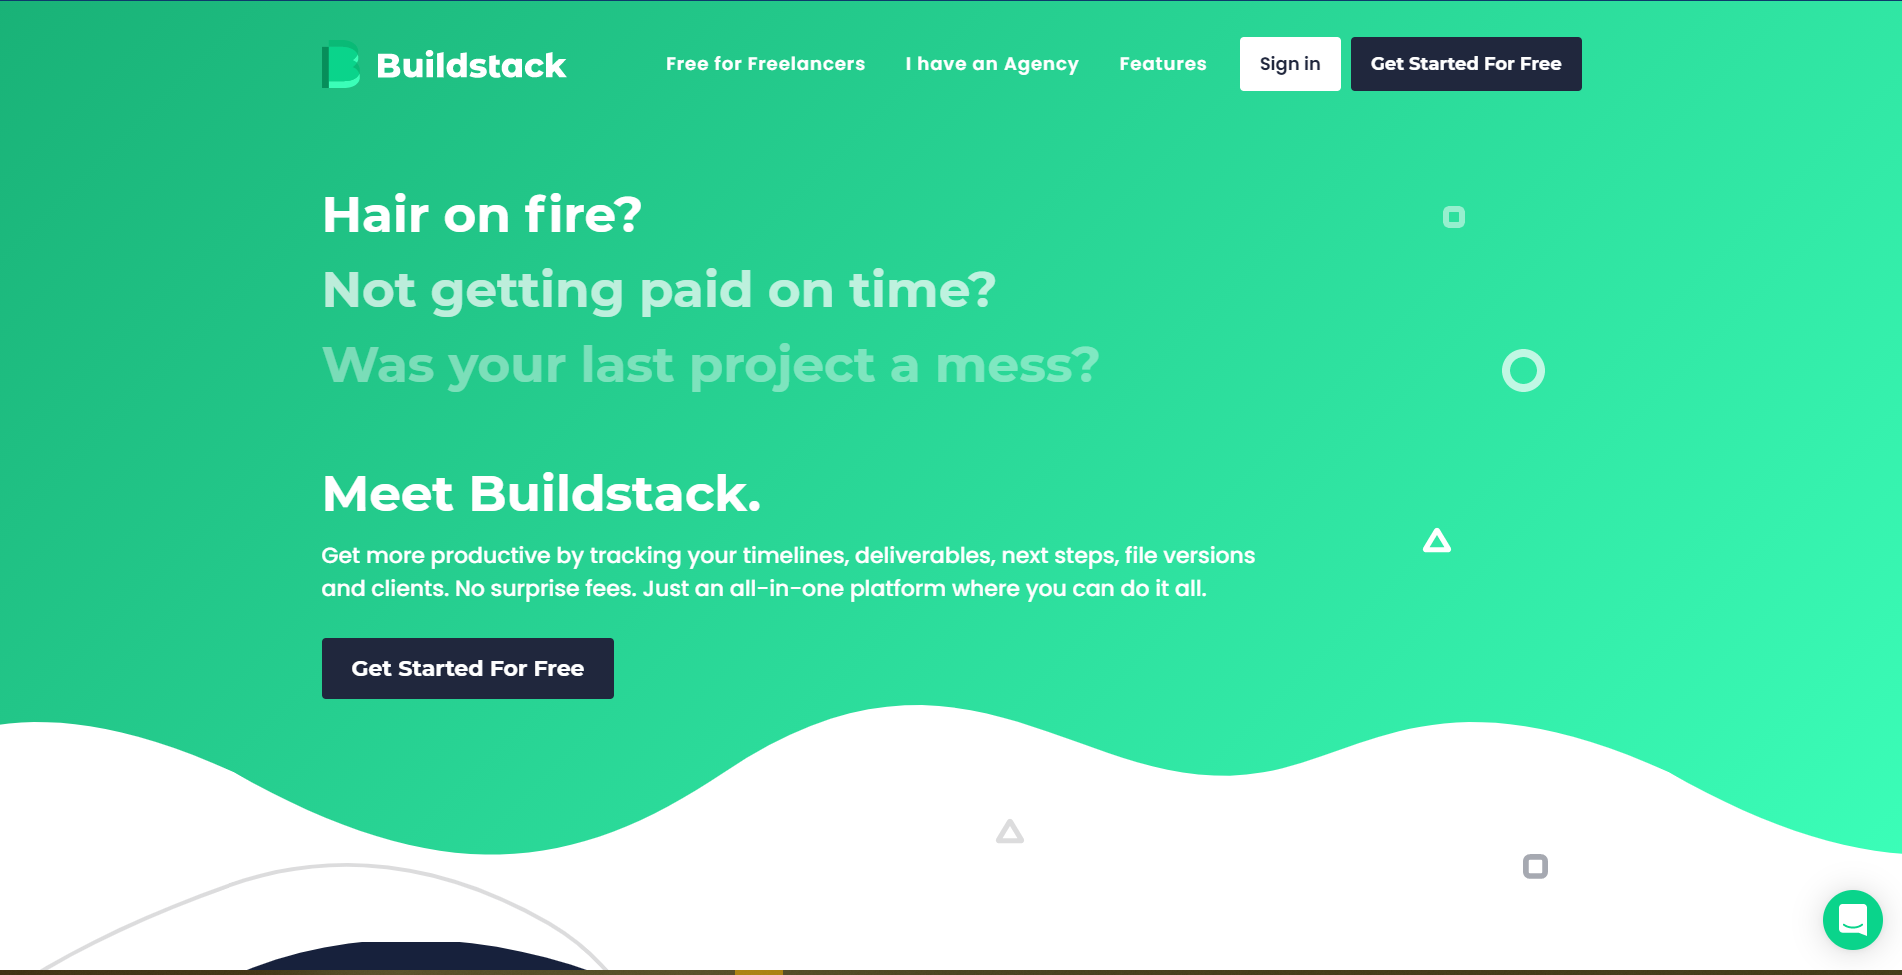 Buildstack
Free for Freelancers
I have an Agency
Features
Sign in
Get Started For Free
Hair on fire?
Not getting paid on time?
Was your last project a mess?
Meet Buildstack.
Get more productive by tracking your timelines, deliverables, next steps, file versions
and clients. No surprise fees. Just an all-in-one platform where you can do it all.
Get Started For Free